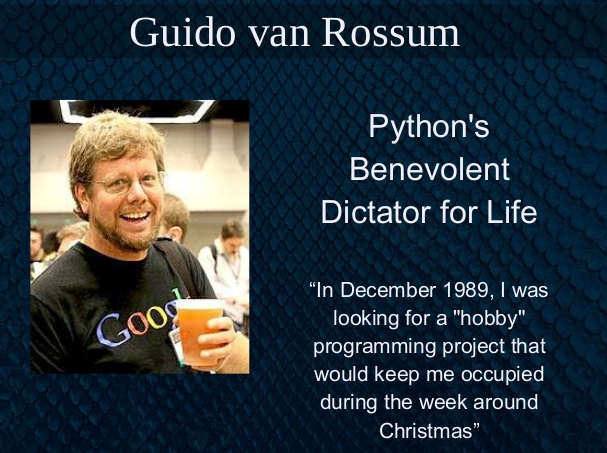 Guido van Rossum
Python's
Benevolent
Dictator for Life
“In December 1989, I was
looking for a "hobby"
programming project that
would keep me occupied
during the week around
Christmas”
Goog